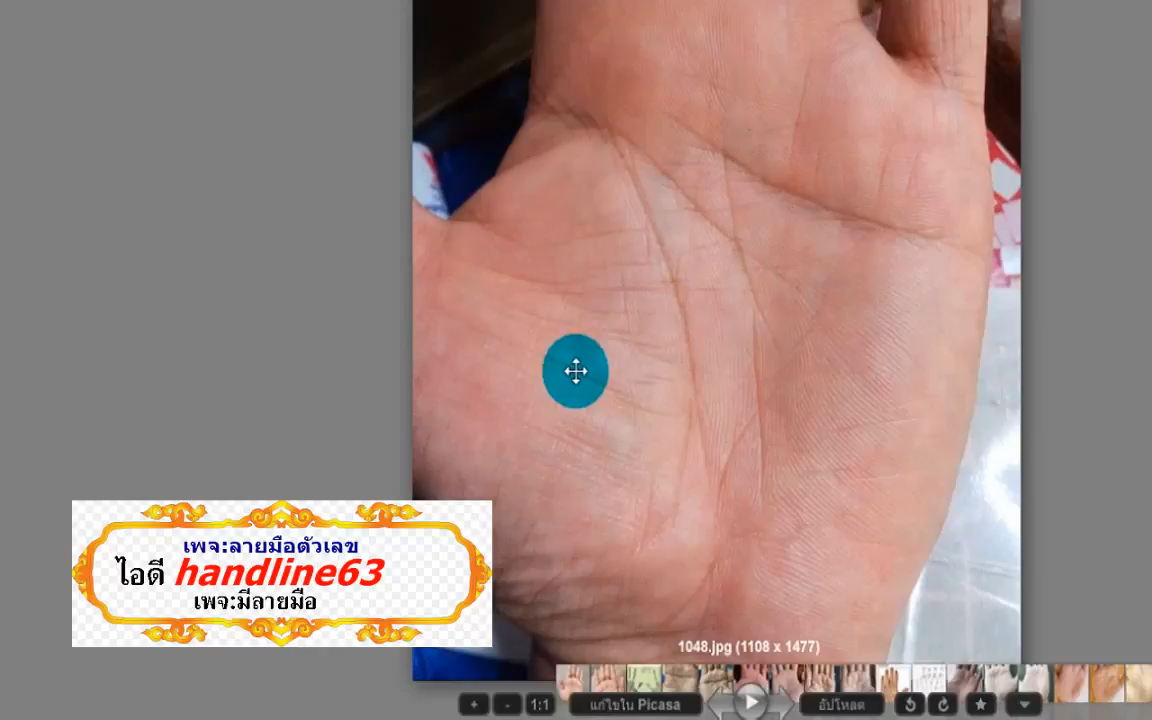 เพจ:ลายมือตัวเลข
ไอดี handline63
เพจ:มีลายมือ
1048.jpg (1108 x 1477)
+ - 1:1 แก้ไขใน Picasa อัปโหลด